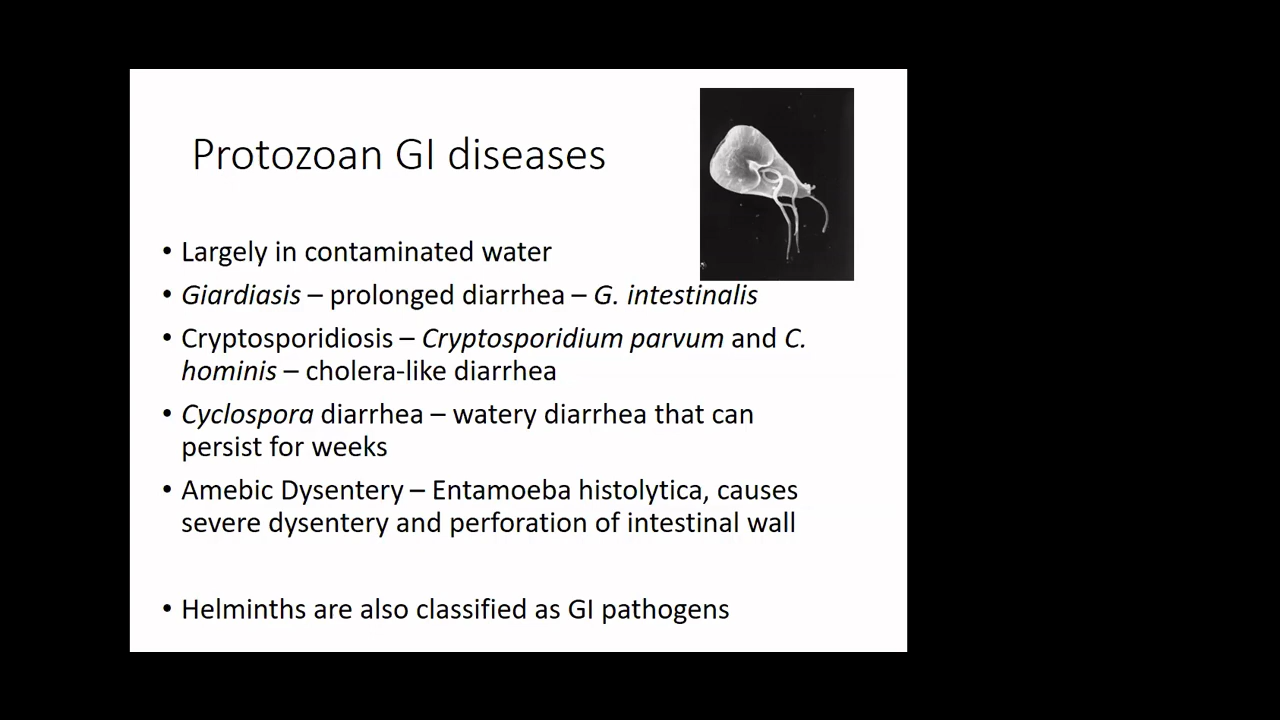 Protozoan GI diseases
• Largely in contaminated water
• Giardiasis – prolonged diarrhea – G. intestinalis
• Cryptosporidiosis – Cryptosporidium parvum and C.
hominis – cholera-like diarrhea
• Cyclospora diarrhea – watery diarrhea that can
persist for weeks
• Amebic Dysentery – Entamoeba histolytica, causes
severe dysentery and perforation of intestinal wall
• Helminths are also classified as GI pathogens